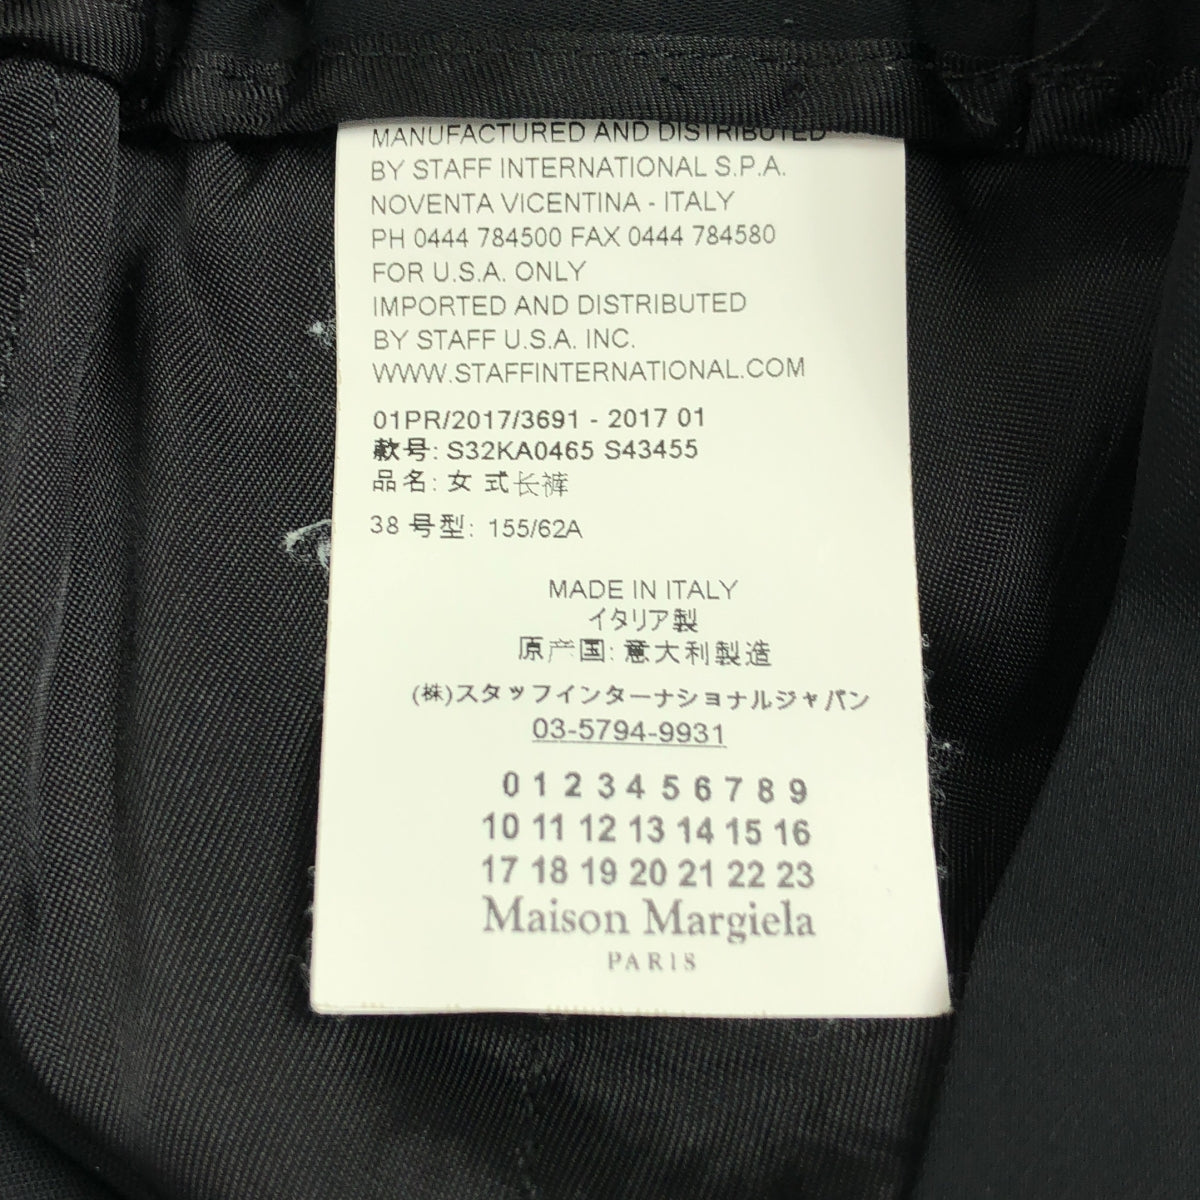 MANUFACTURED AND DISTRIBUTED
BY STAFF INTERNATIONAL S.P.A.
NOVENTA VICENTINA - ITALY
PH 0444 784500 FAX 0444 784580
FOR U.S.A. ONLY
IMPORTED AND DISTRIBUTED
BY STAFF U.S.A. INC.
WWW.STAFFINTERNATIONAL.COM
01PR/2017/3691 - 2017 01
款号: S32KA0465 S43455
品名: 女 式长裤
38 号型: 155/62A
MADE IN ITALY
イタリア製
原产国: 意大利製造
(株)スタッフインターナショナルジャパン
03-5794-9931
0 1 2 3 4 5 6 7 8 9
10 11 12 13 14 15 16
17 18 19 20 21 22 23
Maison Margiela
PARIS